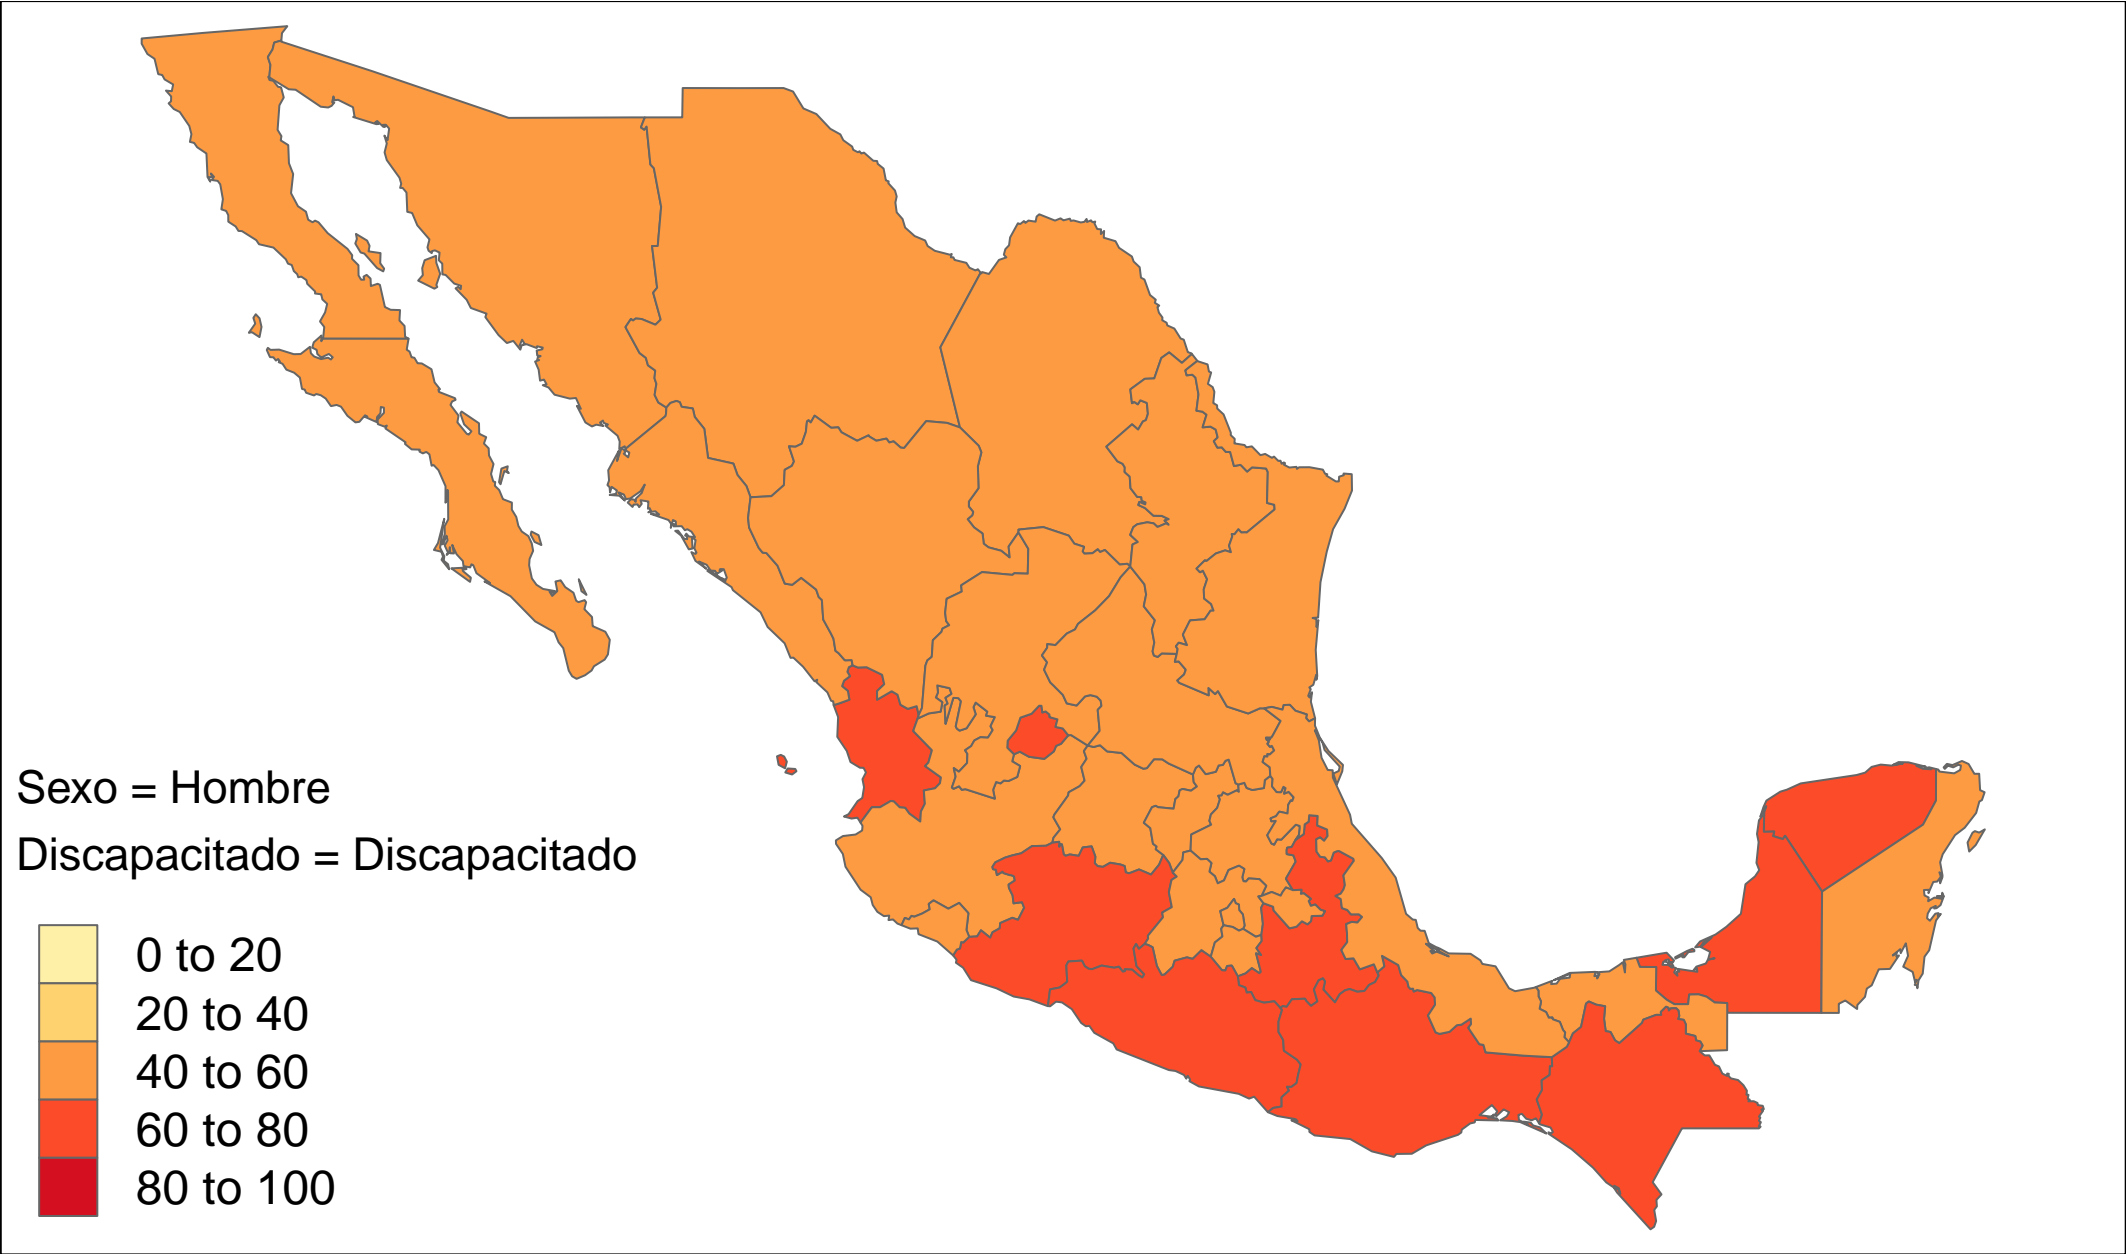 Sexo = Hombre
Discapacitado = Discapacitado
0 to 20
20 to 40
40 to 60
60 to 80
80 to 100